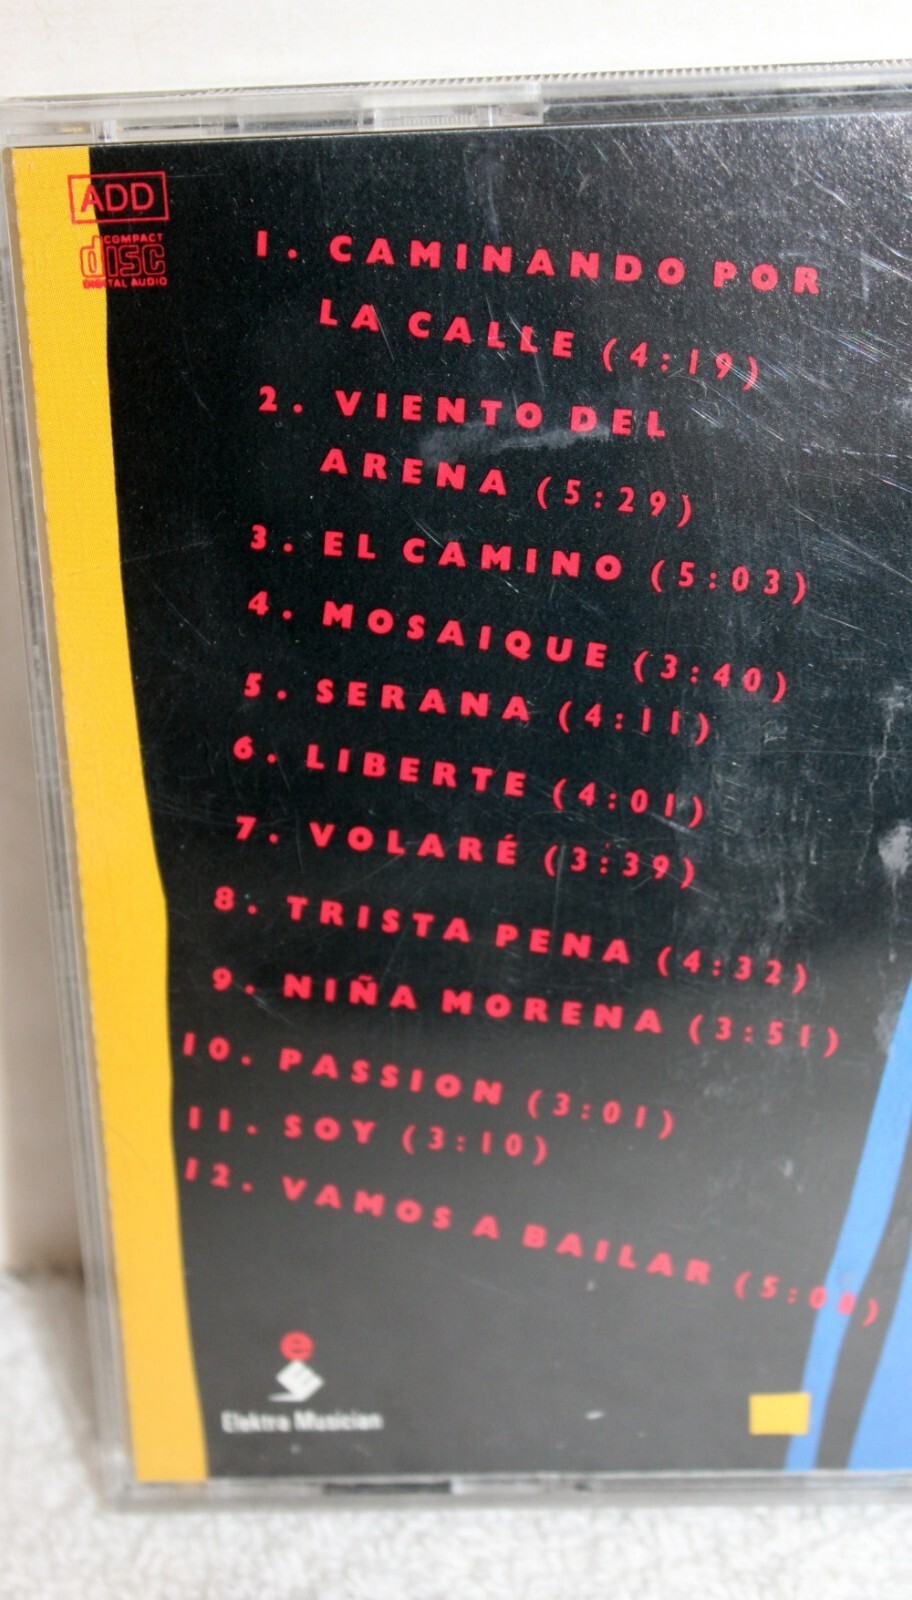 ADD
COMPACT
disc
DIGITAL AUDIO
1. CAMINANDO POR
LA CALLE (4:19)
2. VIENTO DEL
ARENA (5:29)
3. EL CAMINO (5:03)
4. MOSAIQUE (3:40)
5. SERANA (4:11)
6. LIBERTE (4:01)
7. VOLARÉ (3:39)
8. TRISTA PENA (4:32)
9. NIÑA MORENA (3:51)
10. PASSION (3:01)
11. SOY (3:10)
12. VAMOS A BAILAR
e
Elektra Musician